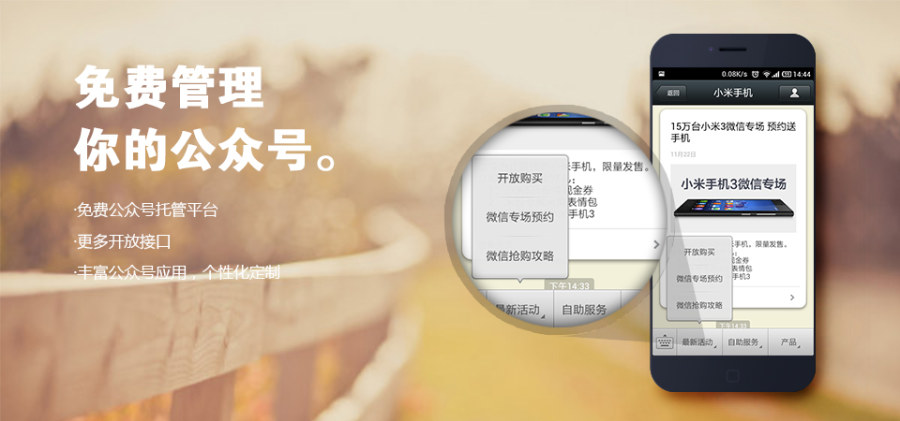 免费管理
你的公众号。
·免费公众号托管平台
·更多开放接口
·丰富公众号应用，个性化定制
米手机，限量发售。
开放购买
现金券
微信专场预约
表情包
手机3
微信抢购攻略
下午14:33
最新活动
自助服务
0.08K/s
14:44
返回
小米手机
15万台小米3微信专场 预约送
手机
11月22日
小米手机3微信专场
开放购买
米手机，限量发售。
现金券
表情包
微信专场预约
手机3
微信抢购攻略
下午14:33
最新活动
自助服务
产品